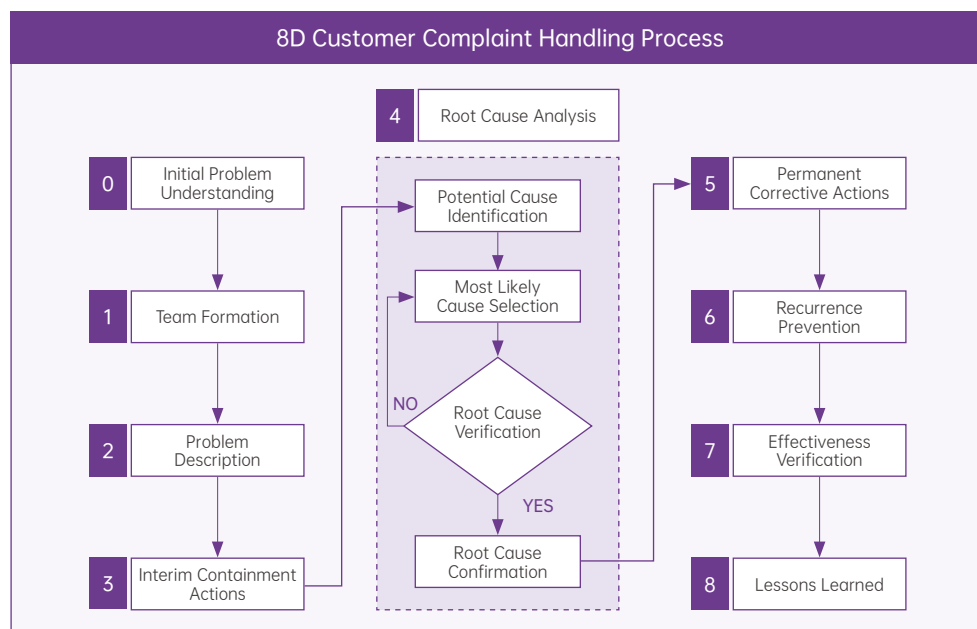 8D Customer Complaint Handling Process
0
Initial Problem
Understanding
1
Team Formation
2
Problem
Description
3
Interim Containment
Actions
4
Root Cause Analysis
Potential Cause
Identification
Most Likely
Cause Selection
Root Cause
Verification
NO
YES
Root Cause
Confirmation
5
Permanent
Corrective Actions
6
Recurrence
Prevention
7
Effectiveness
Verification
8
Lessons Learned